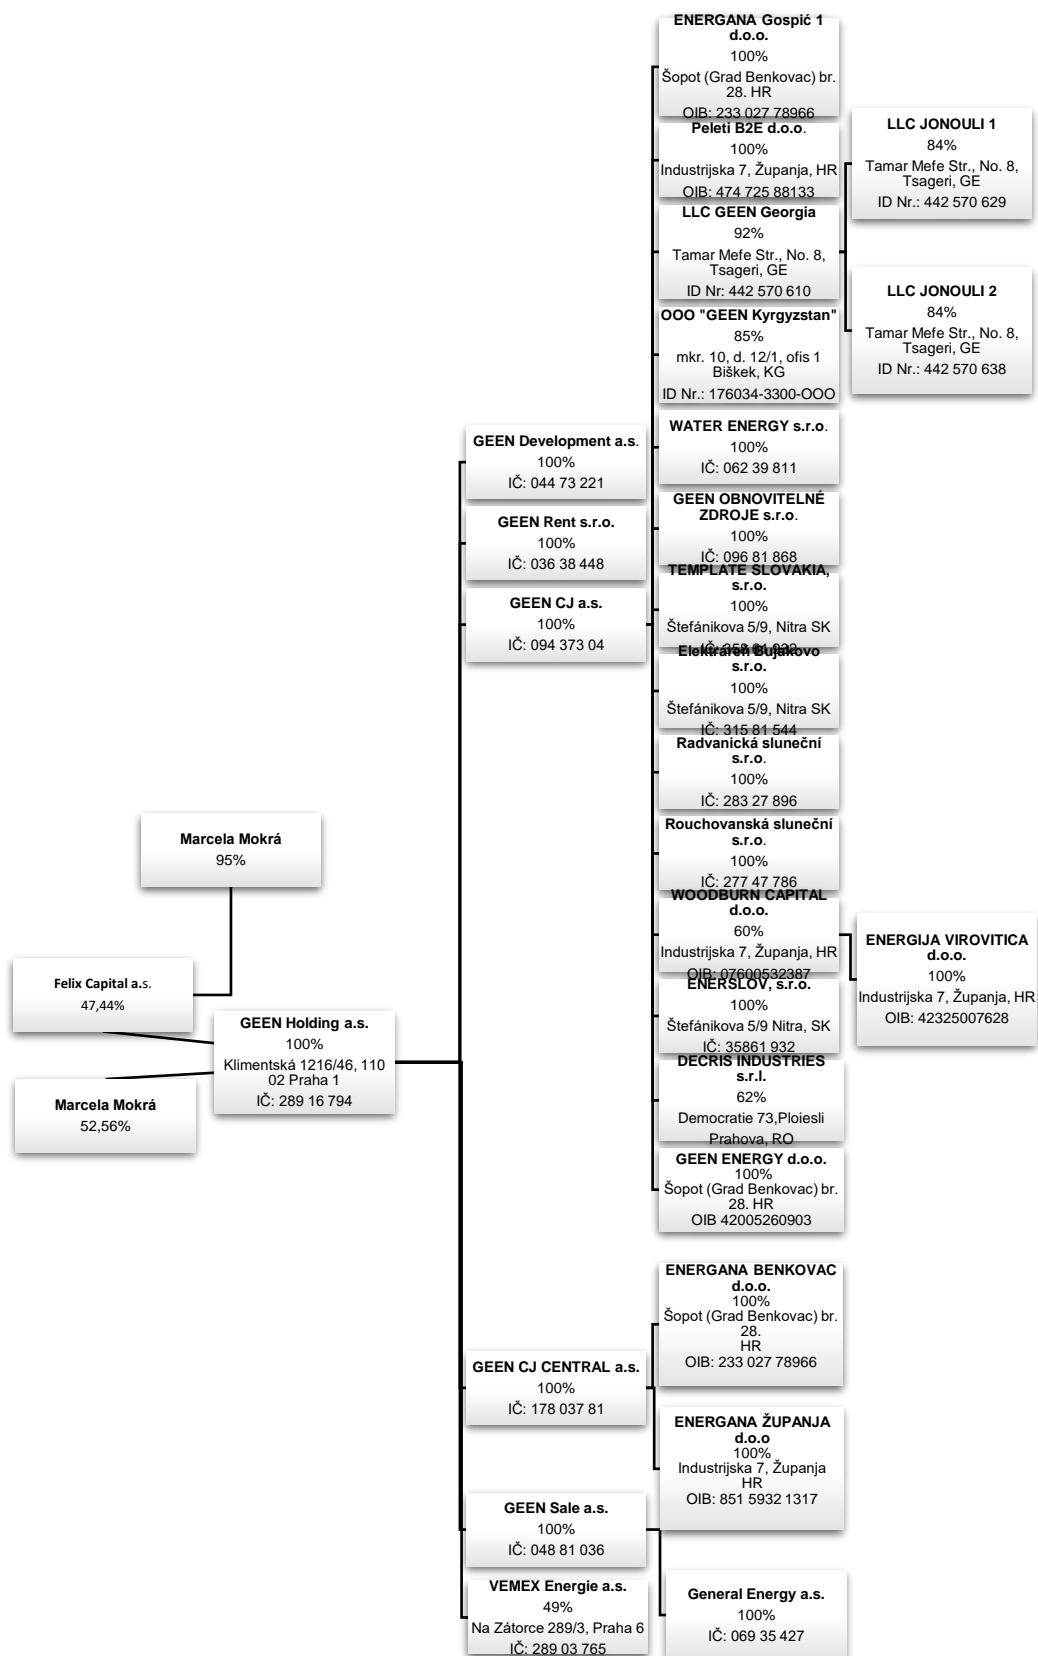 ENERGANA Gospić 1
d.o.o.
100%
Šopot (Grad Benkovac) br.
28. HR
OIB: 233 027 78966
Peleti B2E d.o.o.
100%
Industrijska 7, Županja, HR
OIB: 474 725 88133
LLC GEEN Georgia
92%
Tamar Mefe Str., No. 8,
Tsageri, GE
ID Nr: 442 570 610
LLC JONOULI 1
84%
Tamar Mefe Str., No. 8,
Tsageri, GE
ID Nr.: 442 570 629
LLC JONOULI 2
84%
Tamar Mefe Str., No. 8,
Tsageri, GE
ID Nr.: 442 570 638
OOO "GEEN Kyrgyzstan"
85%
mkr. 10, d. 12/1, ofis 1
Biškek, KG
ID Nr.: 176034-3300-OOO
WATER ENERGY s.r.o.
100%
IČ: 062 39 811
GEEN Development a.s.
100%
IČ: 044 73 221
GEEN OBNOVITELNÉ
ZDROJE s.r.o.
100%
IČ: 096 81 868
GEEN Rent s.r.o.
100%
IČ: 036 38 448
TEMPLATE SLOVAKIA,
s.r.o.
100%
Štefánikova 5/9, Nitra SK
GEEN CJ a.s.
100%
IČ: 094 373 04
Elektráreň Bujakovo
s.r.o.
100%
Štefánikova 5/9, Nitra SK
IČ: 315 81 544
Radvanická sluneční
s.r.o.
100%
IČ: 283 27 896
Rouchovanská sluneční
s.r.o.
100%
IČ: 277 47 786
Marcela Mokrá
95%
WOODBURN CAPITAL
d.o.o.
60%
Industrijska 7, Županja, HR
OIB: 07600532387
ENERGIJA VIROVITICA
d.o.o.
100%
Industrijska 7, Županja, HR
OIB: 42325007628
Felix Capital a.s.
47,44%
ENERSLOV, s.r.o.
100%
Štefánikova 5/9 Nitra, SK
IČ: 35861 932
GEEN Holding a.s.
100%
Klimentská 1216/46, 110
02 Praha 1
IČ: 289 16 794
DECRIS INDUSTRIES
s.r.l.
62%
Democratie 73,Ploiesli
Prahova, RO
Marcela Mokrá
52,56%
GEEN ENERGY d.o.o.
100%
Šopot (Grad Benkovac) br.
28. HR
OIB 42005260903
ENERGANA BENKOVAC
d.o.o.
100%
Šopot (Grad Benkovac) br.
28.
HR
OIB: 233 027 78966
GEEN CJ CENTRAL a.s.
100%
IČ: 178 037 81
ENERGANA ŽUPANJA
d.o.o
100%
Industrijska 7, Županja
HR
OIB: 851 5932 1317
GEEN Sale a.s.
100%
IČ: 048 81 036
VEMEX Energie a.s.
49%
Na Zátorce 289/3, Praha 6
IČ: 289 03 765
General Energy a.s.
100%
IČ: 069 35 427